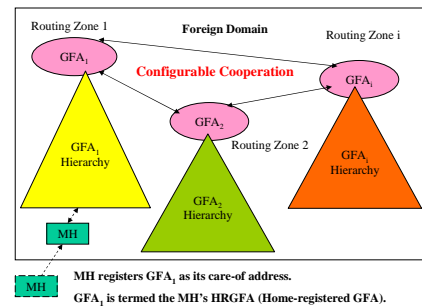 Routing Zone 1
Foreign Domain
Routing Zone i
GFA1
Configurable Cooperation
GFAi
GFA2
Routing Zone 2
GFA1
Hierarchy
GFA2
Hierarchy
GFAi
Hierarchy
MH
MH
MH registers GFA1 as its care-of address.
GFA1 is termed the MH's HRGFA (Home-registered GFA).